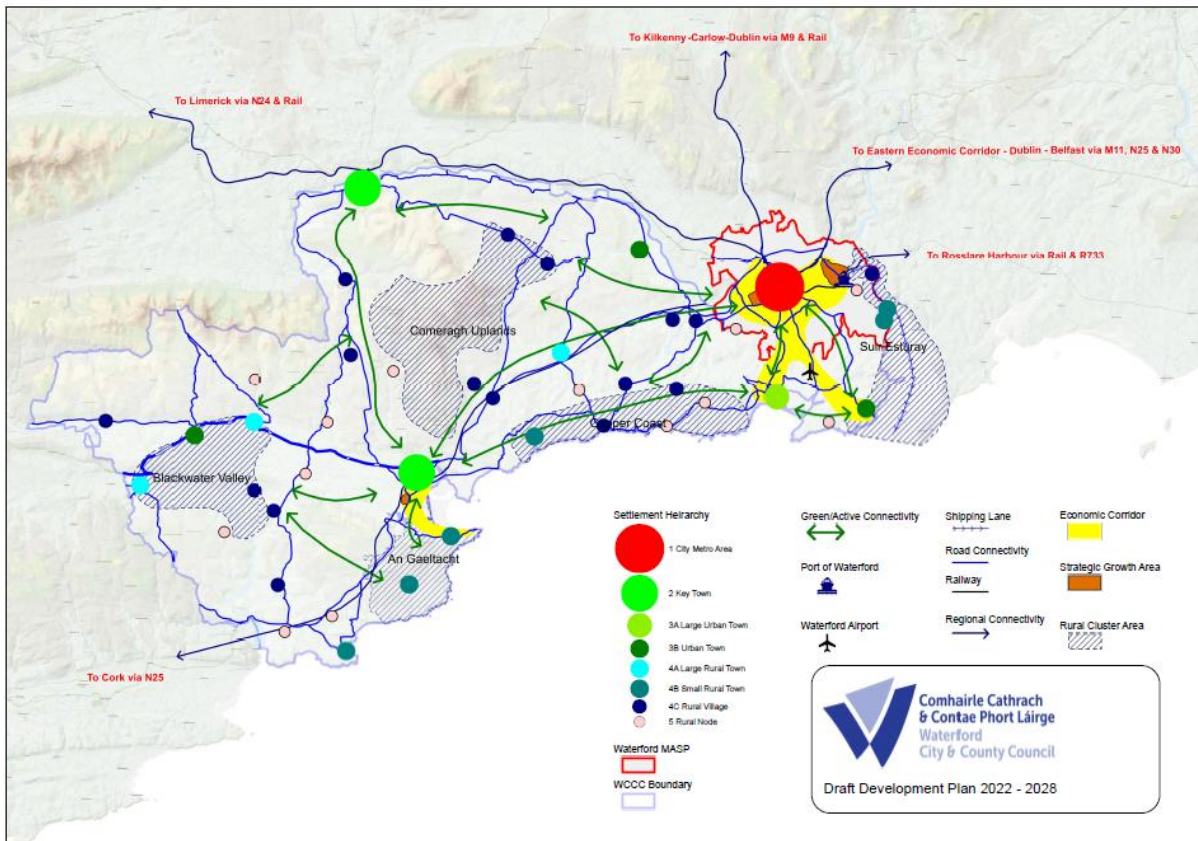 To Kilkenny -Carlow-Dublin via M9 & Rail
To Limerick via N24 & Rail
To Eastern Economic Corridor - Dublin - Belfast via M11, N25 & N30
To Rosslare Harbour via Rail & R733
Comeragh Uplands
Suir Esturay
Copper Coast
Blackwater Valley
An Gaeltacht
To Cork via N25
Settlement Heirarchy
1 City Metro Area
2 Key Town
3A Large Urban Town
3B Urban Town
4A Large Rural Town
4B Small Rural Town
4C Rural Village
5 Rural Node
Waterford MASP
WCCC Boundary
Green/Active Connectivity
Port of Waterford
Waterford Airport
Shipping Lane
Road Connectivity
Railway
Regional Connectivity
Economic Corridor
Strategic Growth Area
Rural Cluster Area
Comhairle Cathrach
& Contae Phort Láirge
Waterford
City & County Council
Draft Development Plan 2022 - 2028